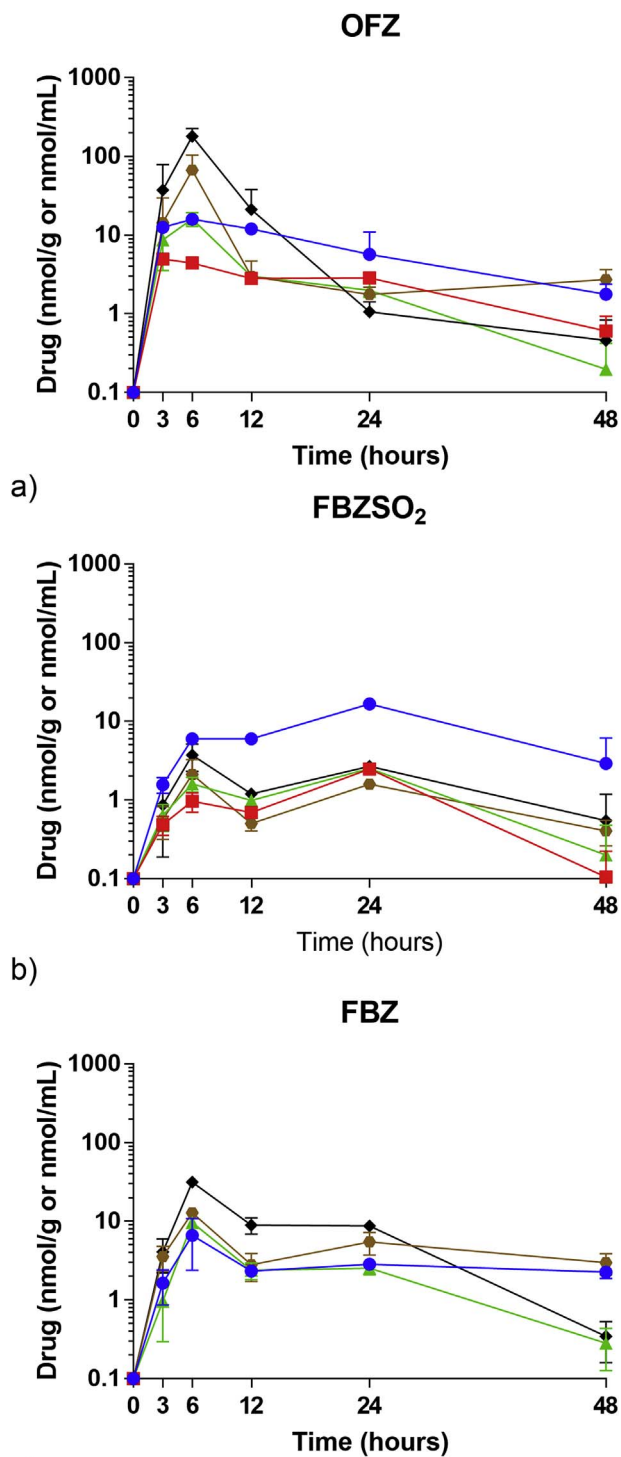 OFZ
Drug (nmol/g or nmol/mL)
1000
100
10
1
0.1
0 3 6 12 24 48
Time (hours)
a)
FBZSO2
Drug (nmol/g or nmol/mL)
1000
100
10
1
0.1
0 3 6 12 24 48
Time (hours)
b)
FBZ
Drug (nmol/g or nmol/mL)
1000
100
10
1
0.1
0 3 6 12 24 48
Time (hours)